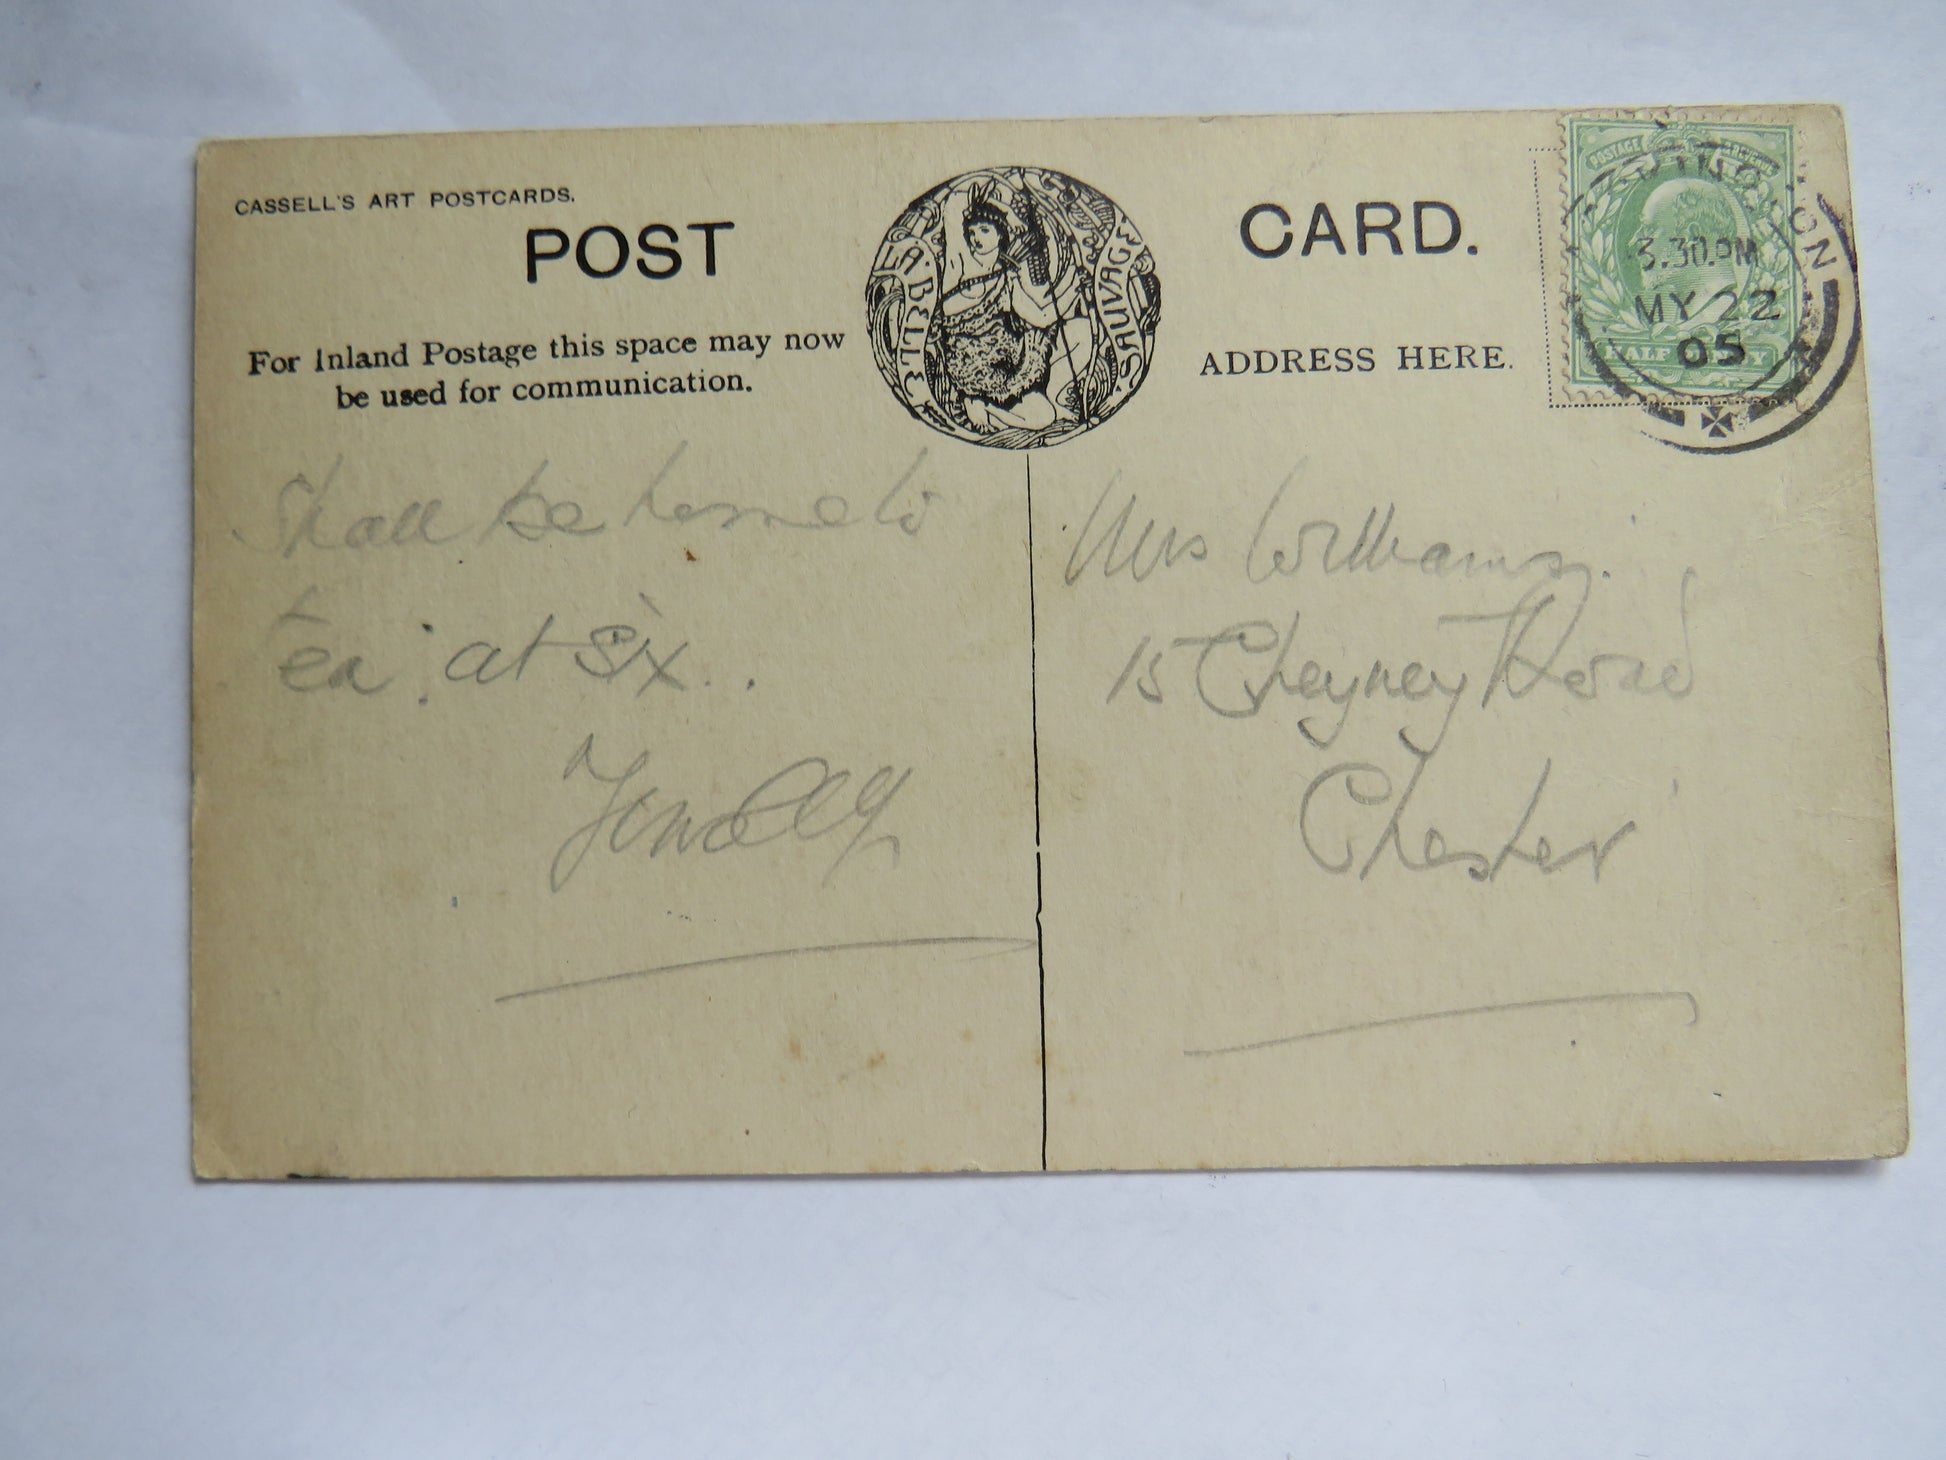 CASSELL'S ART POSTCARDS.
POST CARD.
LA·BELLE SAUVAGE
For Inland Postage this space may now
be used for communication.
ADDRESS HERE.
POSTAGE
3.30.PM
MY 22
05
Shall be home to
tea at six..
Mrs Williams.
15 Cheyney Road
Chester